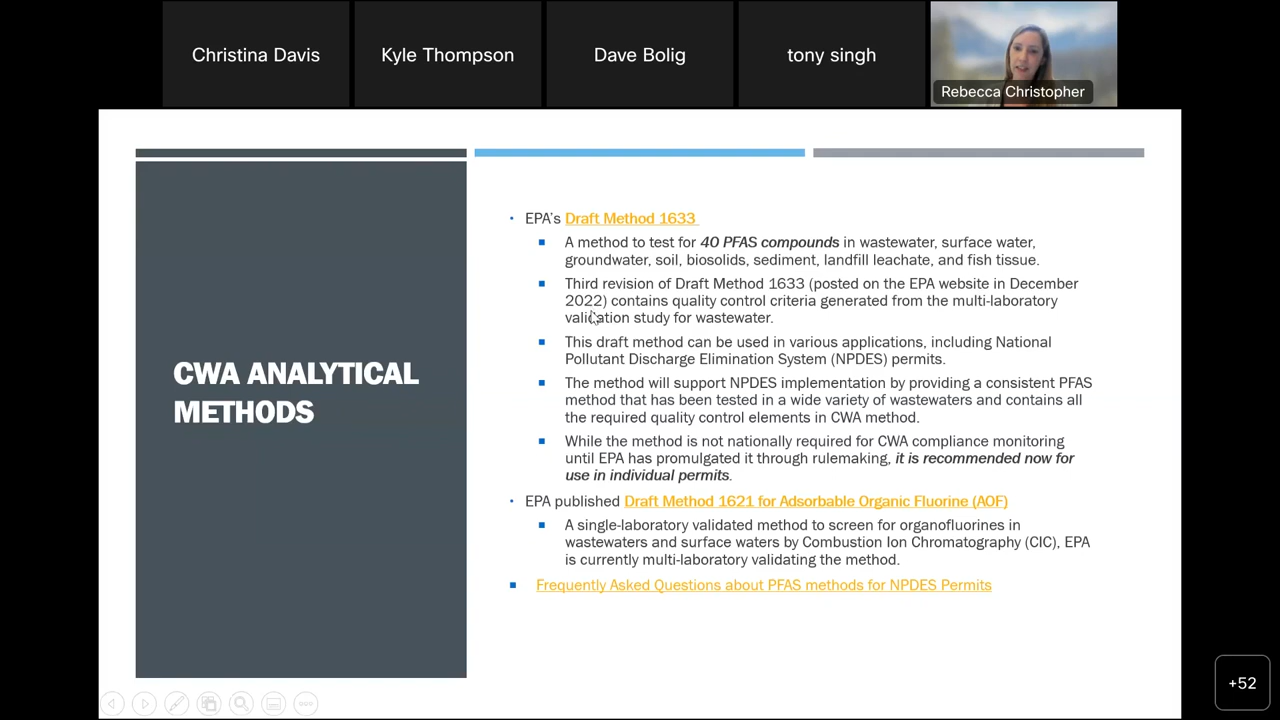 Christina Davis
Kyle Thompson
Dave Bolig
tony singh
Rebecca Christopher
CWA ANALYTICAL
METHODS
• EPA's Draft Method 1633
■ A method to test for 40 PFAS compounds in wastewater, surface water,
groundwater, soil, biosolids, sediment, landfill leachate, and fish tissue.
■ Third revision of Draft Method 1633 (posted on the EPA website in December
2022) contains quality control criteria generated from the multi-laboratory
validation study for wastewater.
■ This draft method can be used in various applications, including National
Pollutant Discharge Elimination System (NPDES) permits.
■ The method will support NPDES implementation by providing a consistent PFAS
method that has been tested in a wide variety of wastewaters and contains all
the required quality control elements in CWA method.
■ While the method is not nationally required for CWA compliance monitoring
until EPA has promulgated it through rulemaking, it is recommended now for
use in individual permits.
• EPA published Draft Method 1621 for Adsorbable Organic Fluorine (AOF)
■ A single-laboratory validated method to screen for organofluorines in
wastewaters and surface waters by Combustion Ion Chromatography (CIC), EPA
is currently multi-laboratory validating the method.
■ Frequently Asked Questions about PFAS methods for NPDES Permits
+52